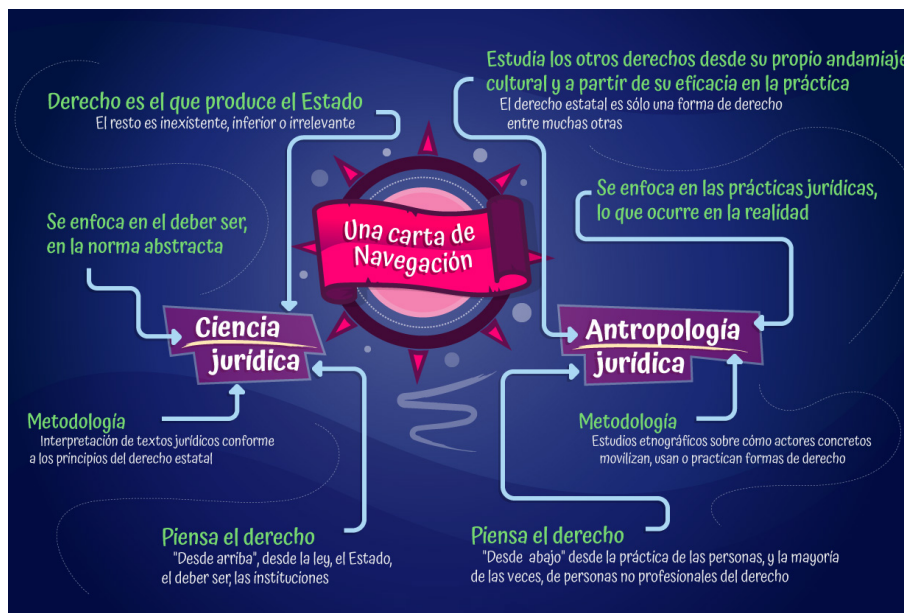 Derecho es el que produce el Estado
El resto es inexistente, inferior o irrelevante
Estudia los otros derechos desde su propio andamiaje
cultural y a partir de su eficacia en la práctica
El derecho estatal es sólo una forma de derecho
entre muchas otras
Se enfoca en el deber ser,
en la norma abstracta
Una carta de
Navegación
Se enfoca en las prácticas jurídicas,
lo que ocurre en la realidad
Ciencia
jurídica
Antropología
jurídica
Metodología
Interpretación de textos jurídicos conforme
a los principios del derecho estatal
Metodología
Estudios etnográficos sobre cómo actores concretos
movilizan, usan o practican formas de derecho
Piensa el derecho
"Desde arriba", desde la ley, el Estado,
el deber ser, las instituciones
Piensa el derecho
"Desde abajo" desde la práctica de las personas, y la mayoría
de las veces, de personas no profesionales del derecho